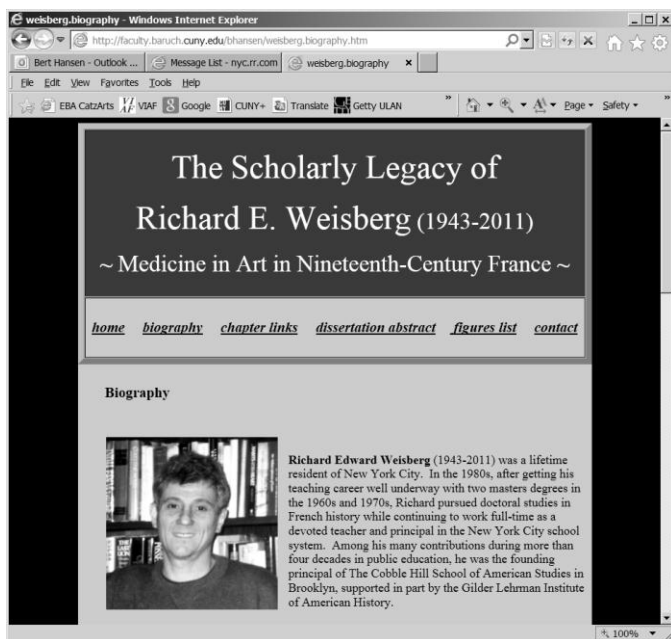 weisberg.biography - Windows Internet Explorer
http://faculty.baruch.cuny.edu/bhansen/weisberg.biography.htm
Bert Hansen - Outlook ... Message List - nyc.rr.com weisberg.biography
File Edit View Favorites Tools Help
EBA CatzArts VIAF Google CUNY+ Translate Getty ULAN » Page Safety »
The Scholarly Legacy of
Richard E. Weisberg (1943-2011)
~ Medicine in Art in Nineteenth-Century France ~
home biography chapter links dissertation abstract figures list contact
Biography
Richard Edward Weisberg (1943-2011) was a lifetime
resident of New York City. In the 1980s, after getting his
teaching career well underway with two masters degrees in
the 1960s and 1970s, Richard pursued doctoral studies in
French history while continuing to work full-time as a
devoted teacher and principal in the New York City school
system. Among his many contributions during more than
four decades in public education, he was the founding
principal of The Cobble Hill School of American Studies in
Brooklyn, supported in part by the Gilder Lehrman Institute
of American History.
100%